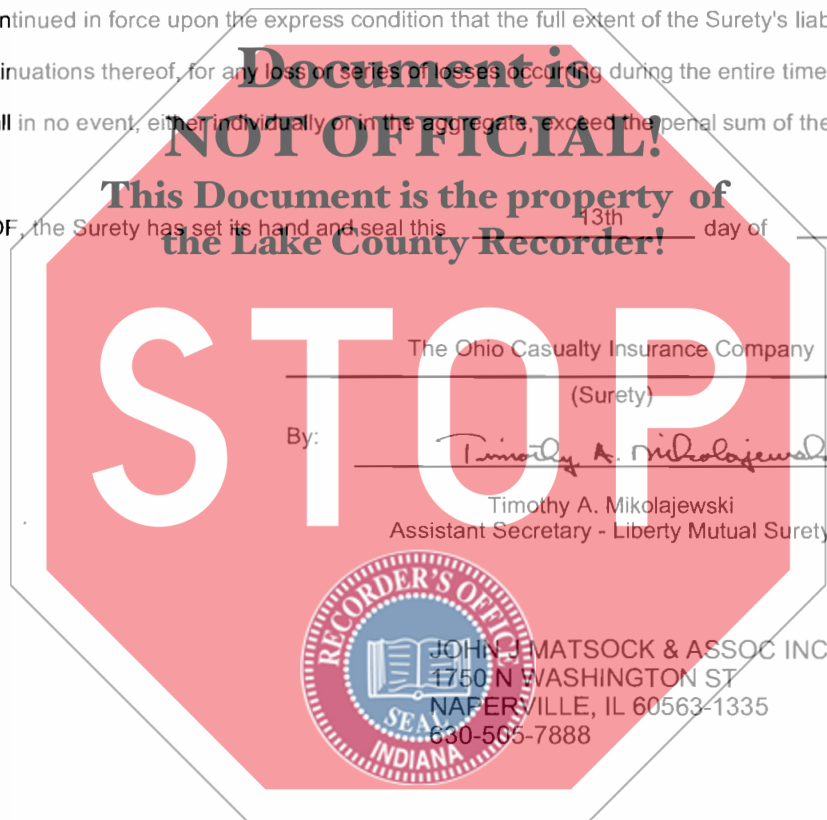 ntinued in force upon the express condition that the full extent of the Surety's liab
Document is
inuations thereof, for any loss or series of losses occurring during the entire time
ll in no event, either individually or in the aggregate, exceed the penal sum of the
NOT OFFICIAL!
This Document is the property of
OF, the Surety has set its hand and seal this 13th day of
the Lake County Recorder!
STOP
The Ohio Casualty Insurance Company
(Surety)
By: Timothy A. Mikolajewsk
Timothy A. Mikolajewski
Assistant Secretary - Liberty Mutual Surety
RECORDER'S OFFICE
SEAL
INDIANA
JOHN J MATSOCK & ASSOC INC
1750 N WASHINGTON ST
NAPERVILLE, IL 60563-1335
630-505-7888